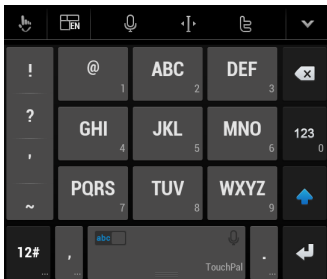 EN
! @ 1 ABC 2 DEF 3
? GHI 4 JKL 5 MNO 6 123 0
'
PQRS 7 TUV 8 WXYZ 9
~
12# ... , ... abc TouchPal . ... ...